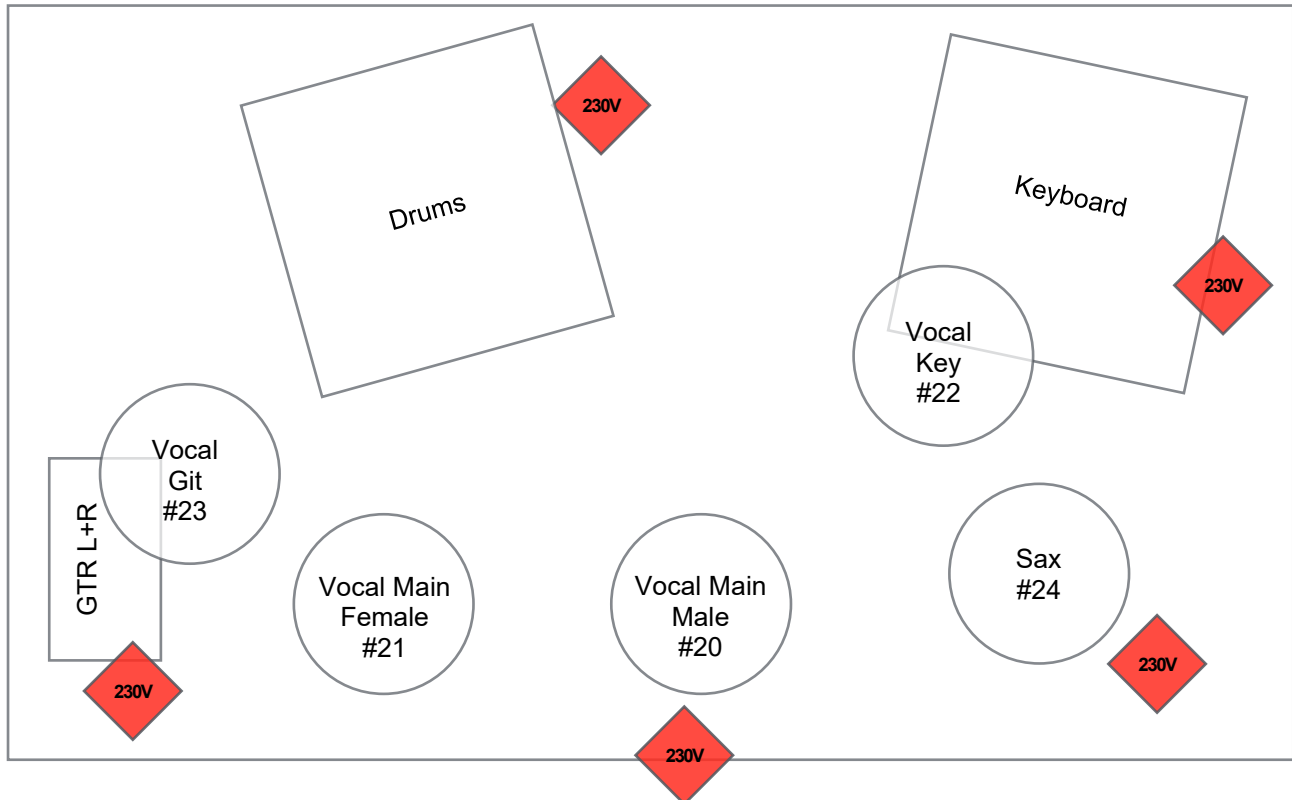 230V
Drums
Keyboard
230V
Vocal
Key
#22
Vocal
Git
#23
GTR L+R
Vocal Main
Female
#21
Vocal Main
Male
#20
Sax
#24
230V
230V
230V